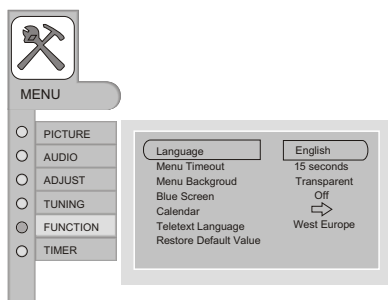 MENU
PICTURE
AUDIO
ADJUST
TUNING
FUNCTION
TIMER
Language English
Menu Timeout 15 seconds
Menu Backgroud Transparent
Blue Screen Off
Calendar
Teletext Language West Europe
Restore Default Value